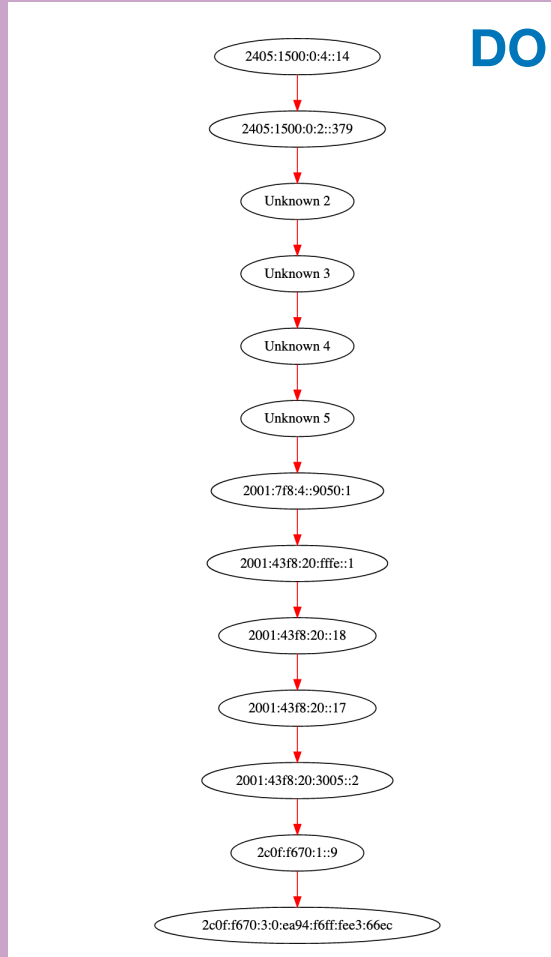 DO
2405:1500:0:4::14
2405:1500:0:2::379
Unknown 2
Unknown 3
Unknown 4
Unknown 5
2001:7f8:4::9050:1
2001:43f8:20:fffe::1
2001:43f8:20::18
2001:43f8:20::17
2001:43f8:20:3005::2
2c0f:f670:1::9
2c0f:f670:3:0:ea94:f6ff:fee3:66ec